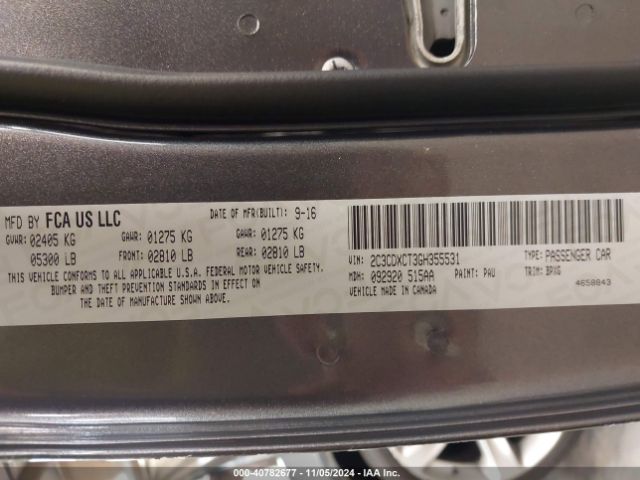 MFD BY FCA US LLC
DATE OF MFR(BUILT): 9-16
GVWR: 02405 KG GAWR: 01275 KG GAWR: 01275 KG
05300 LB FRONT: 02810 LB REAR: 02810 LB
THIS VEHICLE CONFORMS TO ALL APPLICABLE U.S.A. FEDERAL MOTOR VEHICLE SAFETY,
BUMPER AND THEFT PREVENTION STANDARDS IN EFFECT ON
THE DATE OF MANUFACTURE SHOWN ABOVE.
VIN: 2C3CDXCT3GH355531 TYPE: PASSENGER CAR
MDH: 092920 515AA PAINT: PAU TRIM: BPXG
VEHICLE MADE IN CANADA
4658843
000-40782677 - 11/05/2024 - IAA Inc.